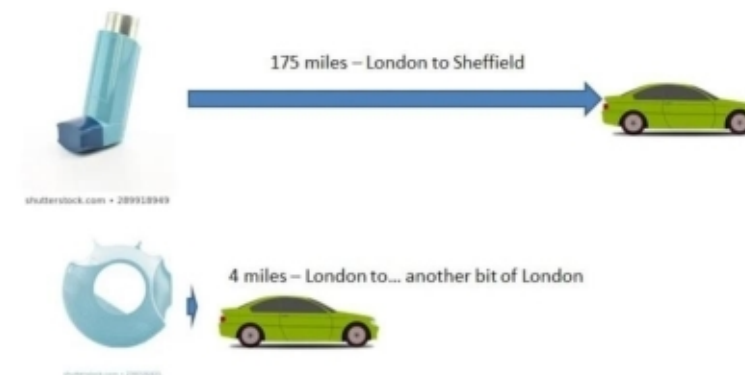 175 miles – London to Sheffield
shutterstock.com • 289918949
4 miles – London to... another bit of London